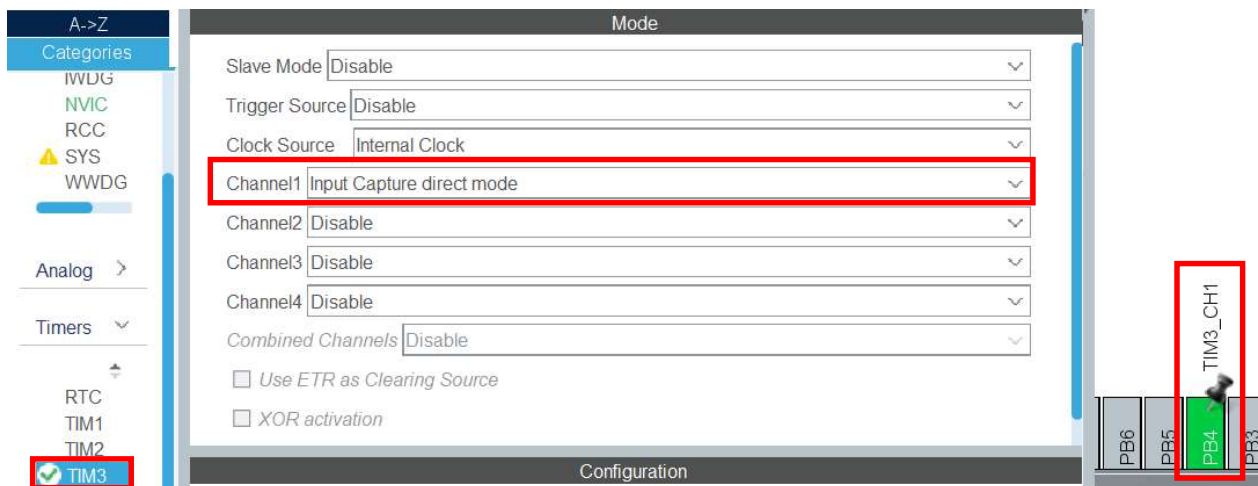 A->Z
Categories
IWDG
NVIC
RCC
SYS
WWDG
Analog
Timers
RTC
TIM1
TIM2
TIM3
Mode
Slave Mode Disable
Trigger Source Disable
Clock Source Internal Clock
Channel1 Input Capture direct mode
Channel2 Disable
Channel3 Disable
Channel4 Disable
Combined Channels Disable
Use ETR as Clearing Source
XOR activation
Configuration
TIM3_CH1
PB6
PB5
PB4
PB3